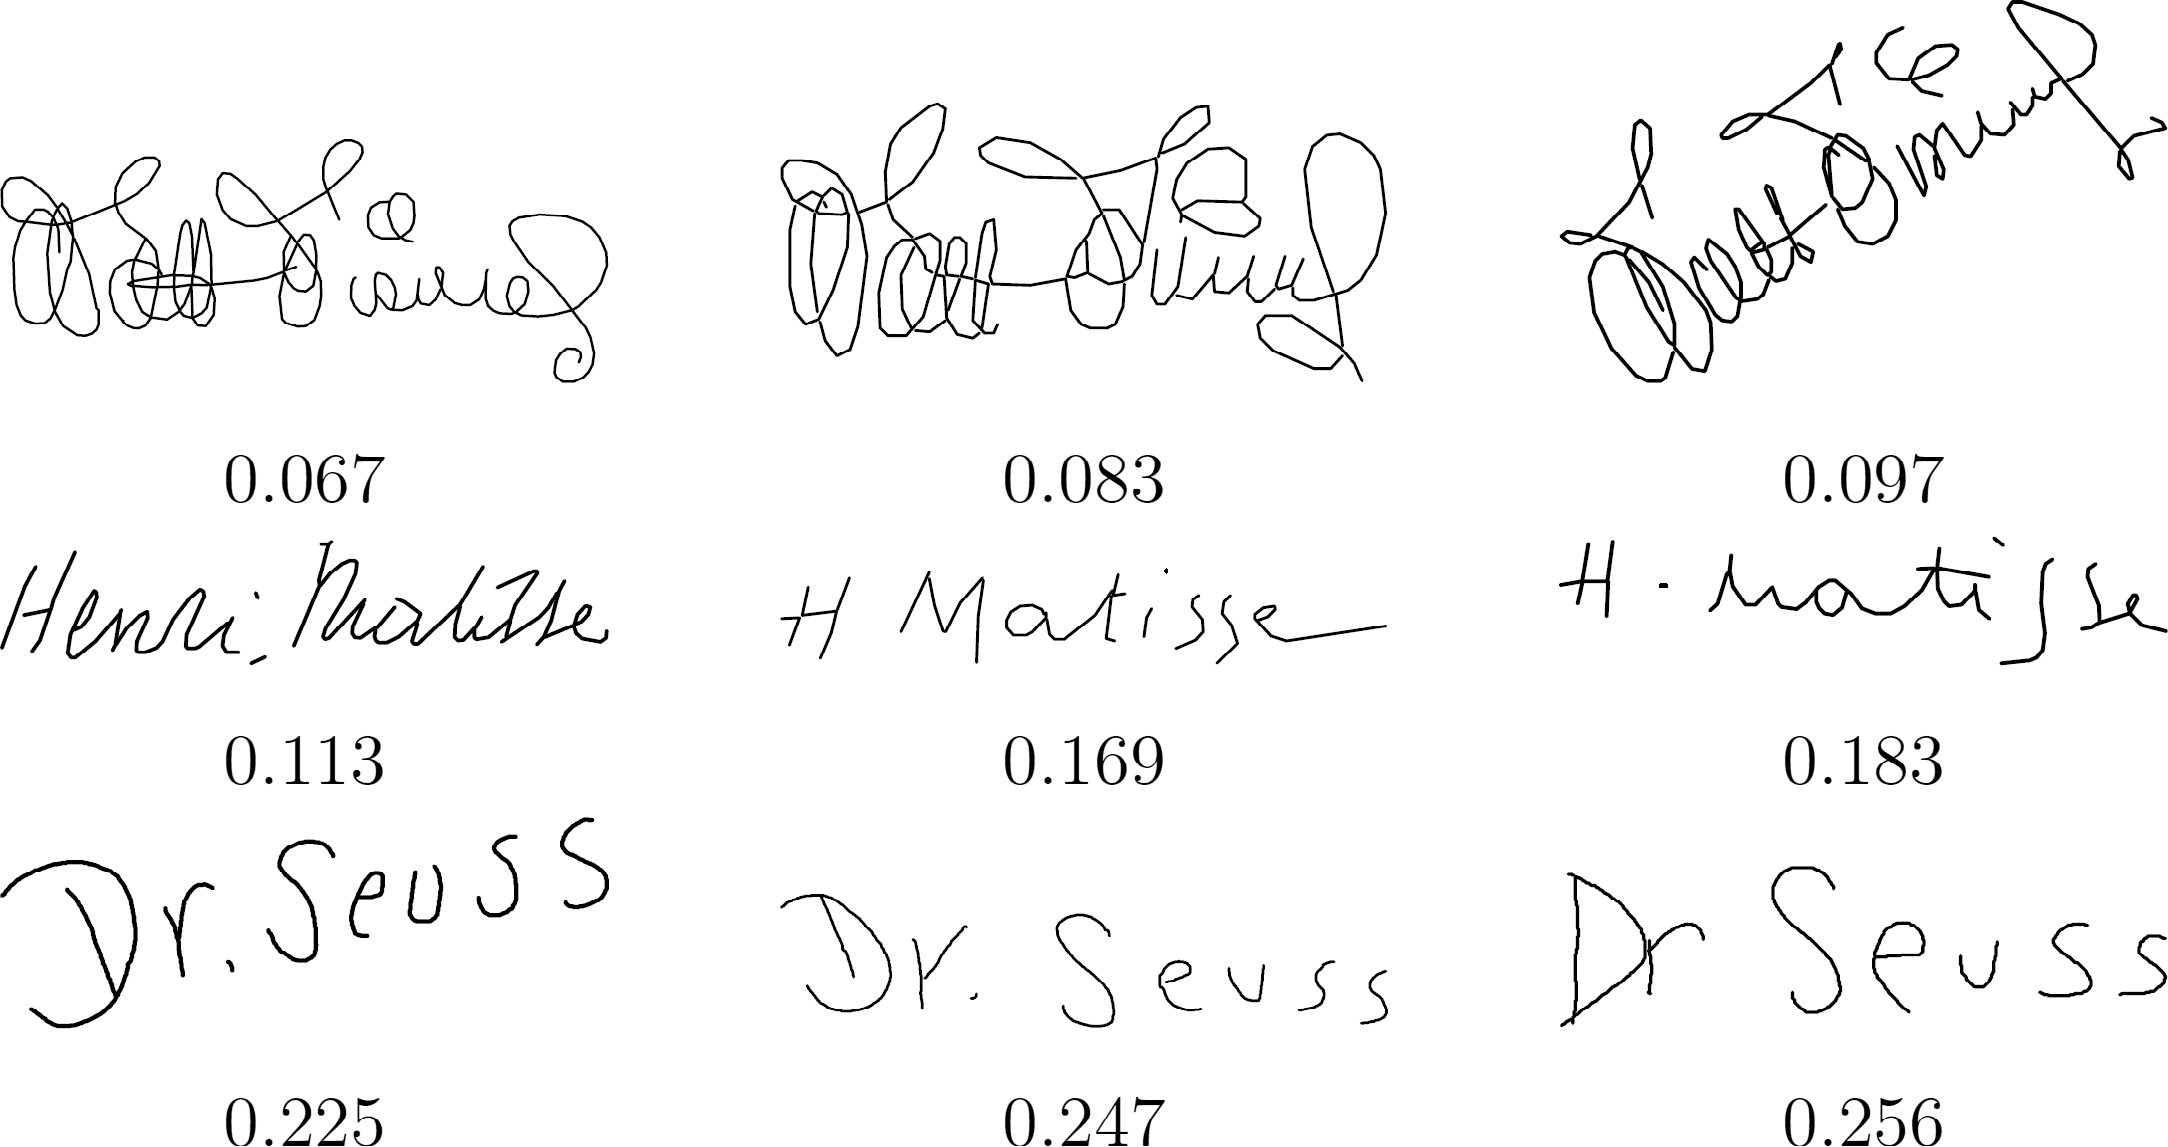 Walt Disney Walt Disney Walt Disney
0.067 0.083 0.097
Henri. Matisse H Matisse H. Matisse
0.113 0.169 0.183
Dr. Seuss Dr. Seuss Dr Seuss
0.225 0.247 0.256